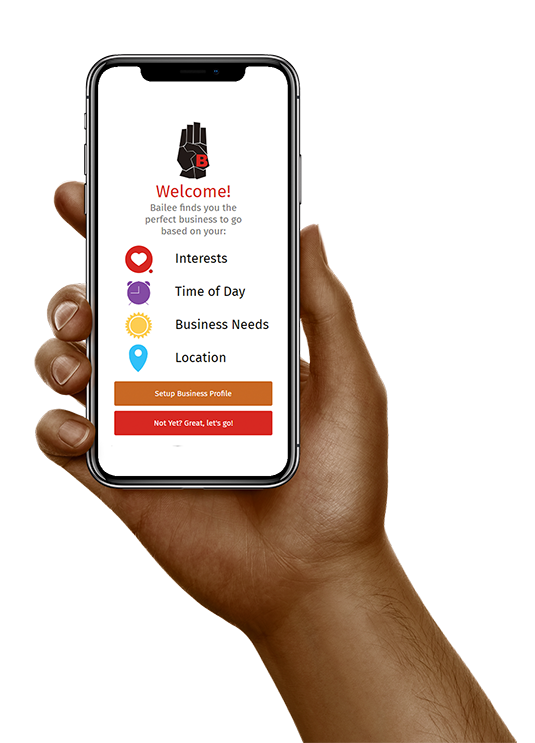 B
Welcome!
Bailee finds you the
perfect business to go
based on your:
Interests
Time of Day
Business Needs
Location
Setup Business Profile
Not Yet? Great, let's go!